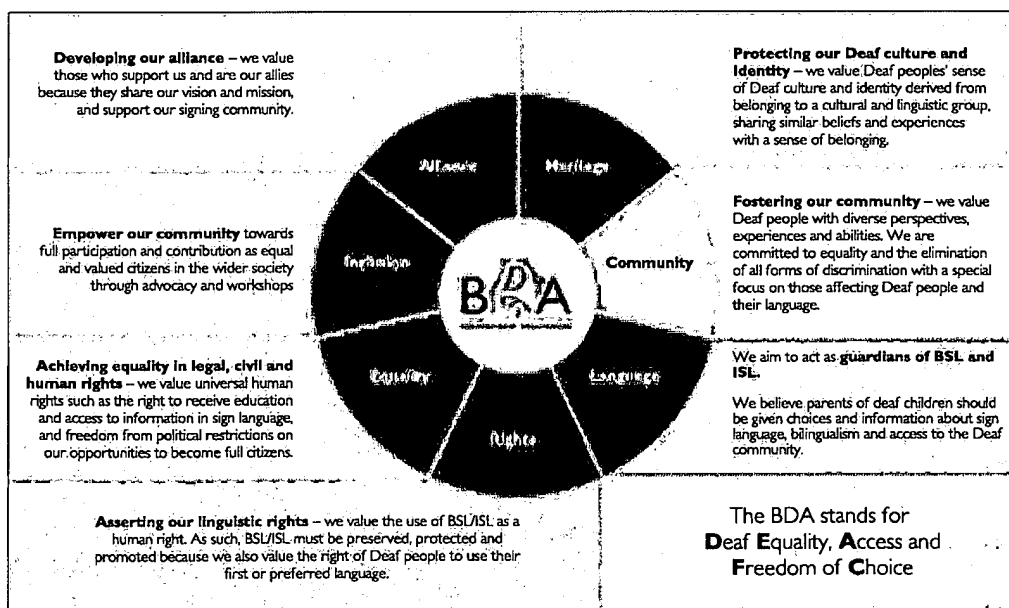 Developing our alliance – we value
those who support us and are our allies
because they share our vision and mission,
and support our signing community.
Protecting our Deaf culture and
Identity – we value Deaf peoples' sense
of Deaf culture and identity derived from
belonging to a cultural and linguistic group,
sharing similar beliefs and experiences
with a sense of belonging.
Alliance
Heritage
Empower our community towards
full participation and contribution as equal
and valued citizens in the wider society
through advocacy and workshops
Inclusion
Community
Fostering our community – we value
Deaf people with diverse perspectives,
experiences and abilities. We are
committed to equality and the elimination
of all forms of discrimination with a special
focus on those affecting Deaf people and
their language.
BDA
Achieving equality in legal, civil and
human rights – we value universal human
rights such as the right to receive education
and access to information in sign language,
and freedom from political restrictions on
our opportunities to become full citizens.
Equality
Language
Rights
We aim to act as guardians of BSL and
ISL.
We believe parents of deaf children should
be given choices and information about sign
language, bilingualism and access to the Deaf
community.
Asserting our linguistic rights – we value the use of BSL/ISL as a
human right. As such, BSL/ISL must be preserved, protected and
promoted because we also value the right of Deaf people to use their
first or preferred language.
The BDA stands for
Deaf Equality, Access and
Freedom of Choice